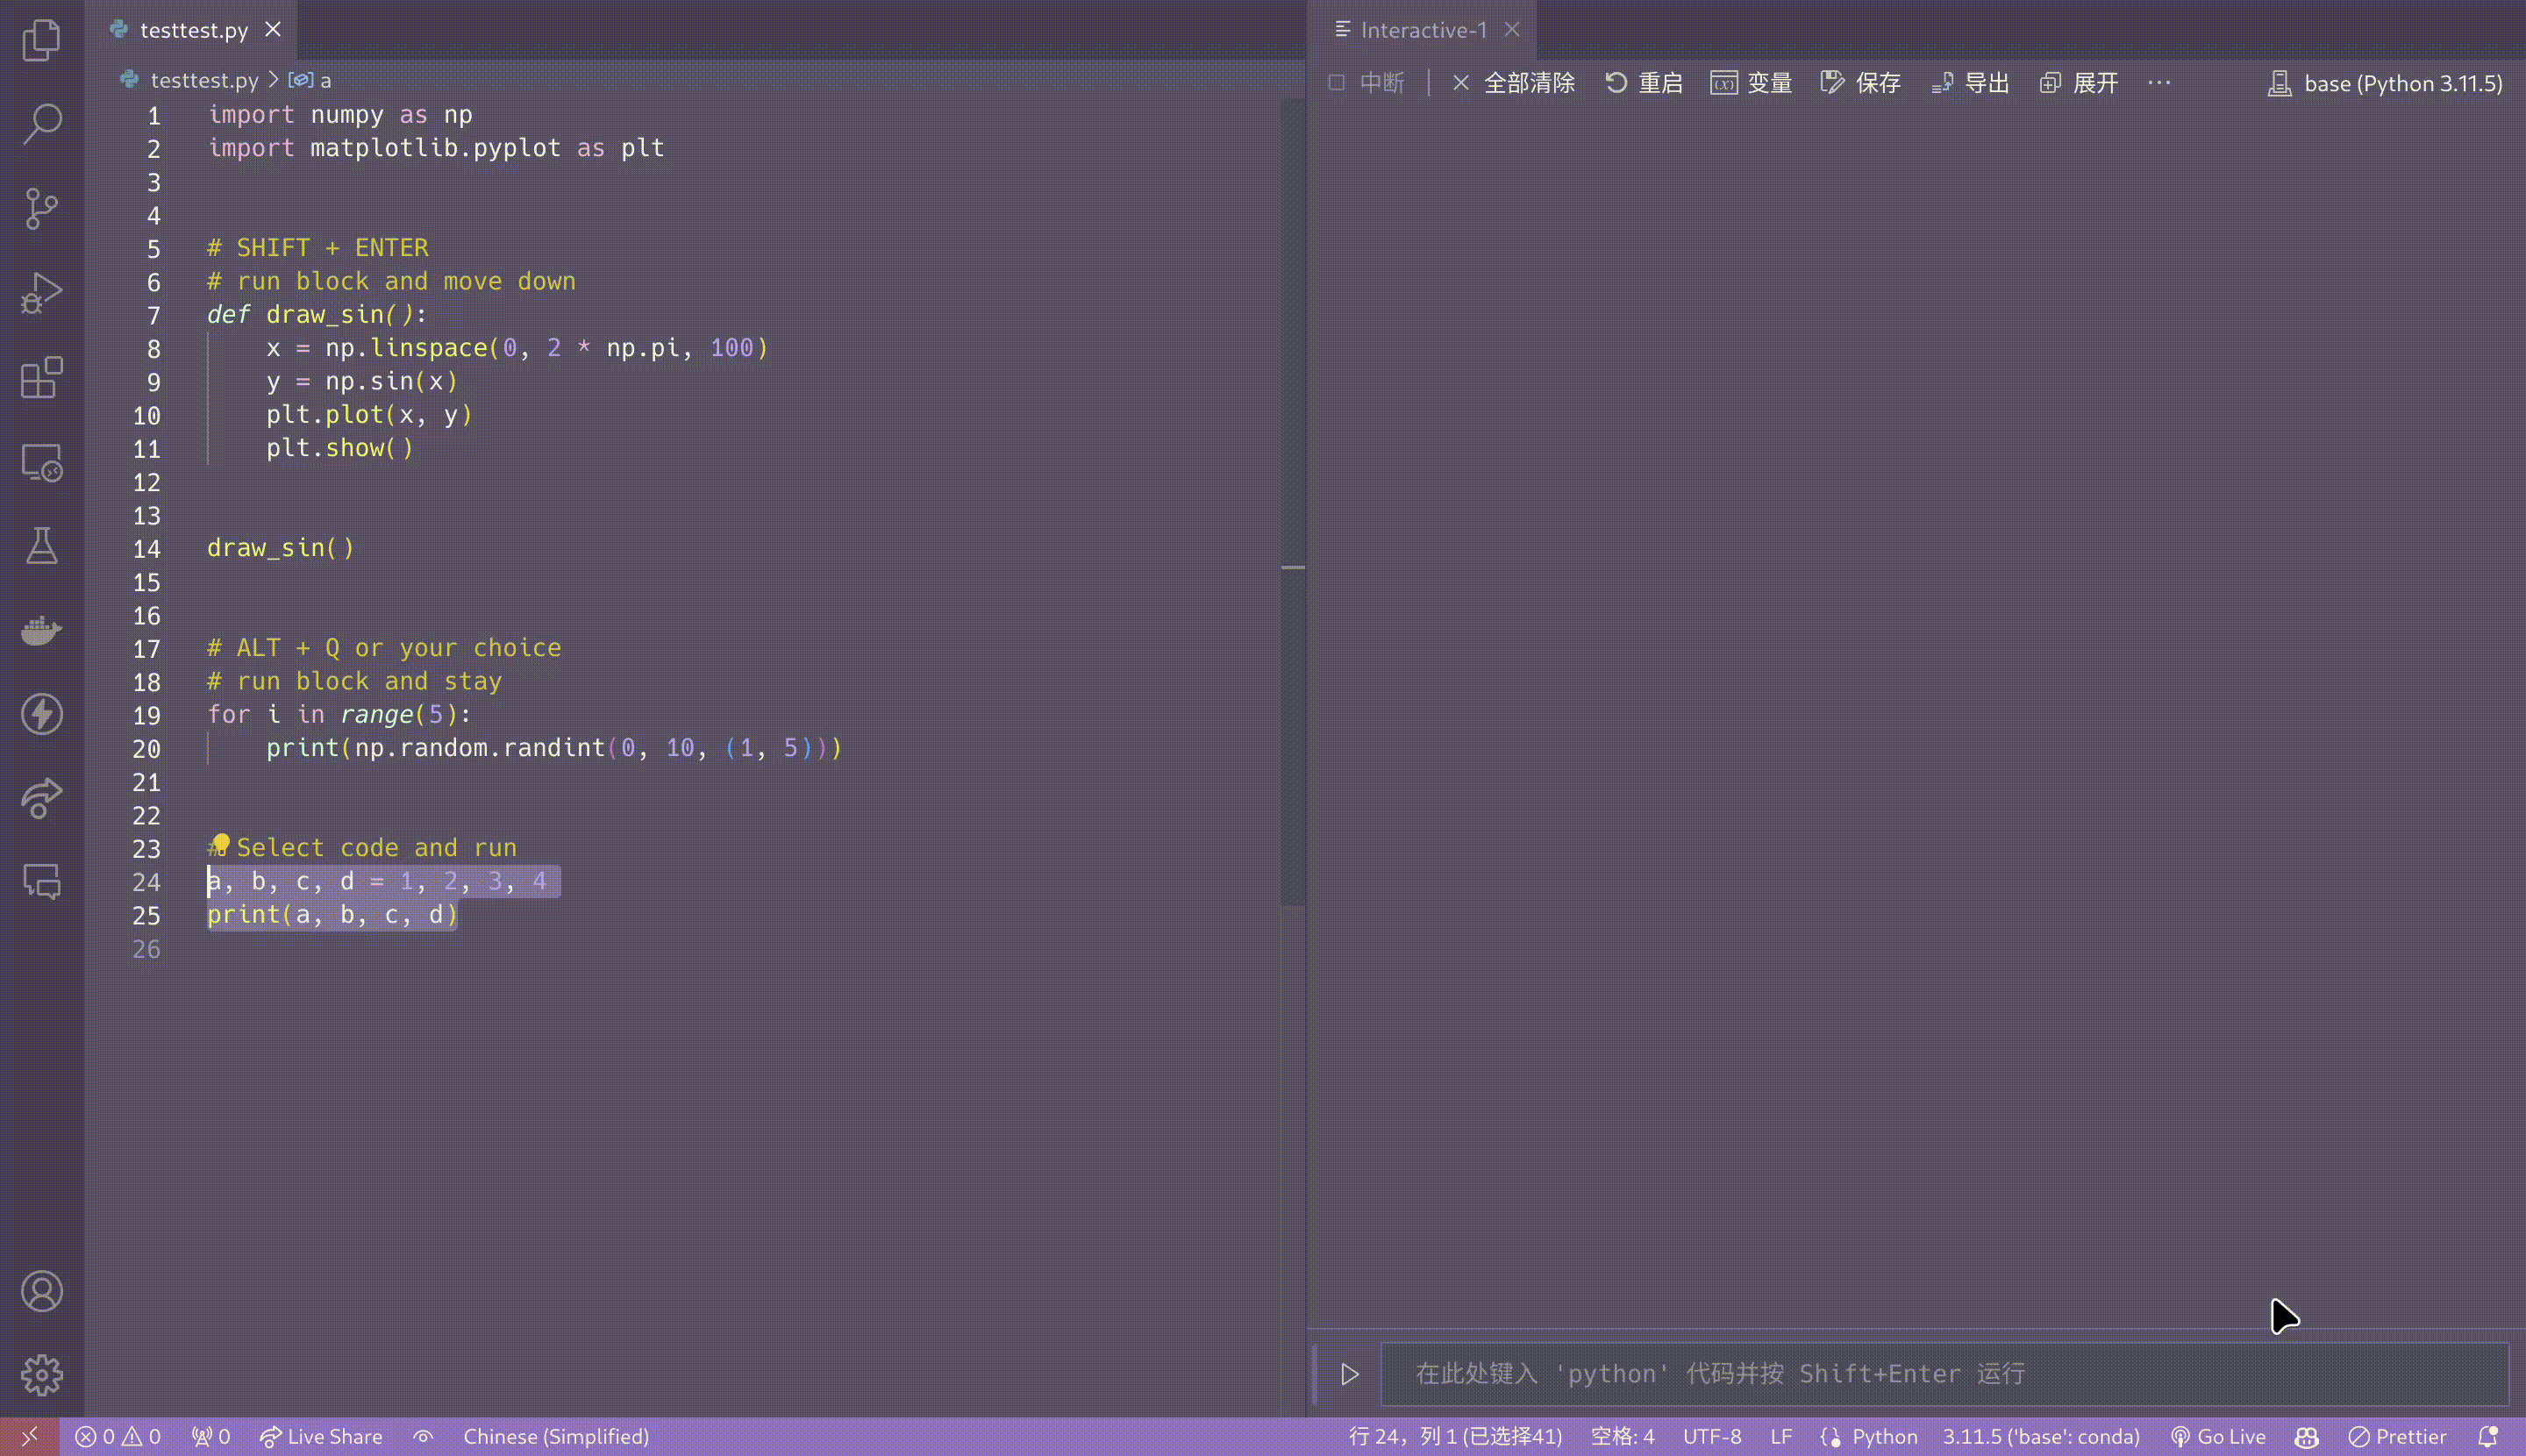 testtest.py
testtest.py > a
1 import numpy as np
2 import matplotlib.pyplot as plt
3
4
5 # SHIFT + ENTER
6 # run block and move down
7 def draw_sin():
8     x = np.linspace(0, 2 * np.pi, 100)
9     y = np.sin(x)
10     plt.plot(x, y)
11     plt.show()
12
13
14 draw_sin()
15
16
17 # ALT + Q or your choice
18 # run block and stay
19 for i in range(5):
20     print(np.random.randint(0, 10, (1, 5)))
21
22
23 # Select code and run
24 a, b, c, d = 1, 2, 3, 4
25 print(a, b, c, d)
26
Interactive-1
中断 | 全部清除 重启 变量 保存 导出 展开 ··· base (Python 3.11.5)
在此处键入 'python' 代码并按 Shift+Enter 运行
0 0 0 Live Share Chinese (Simplified) 行 24，列 1 (已选择41) 空格: 4 UTF-8 LF Python 3.11.5 ('base': conda) Go Live Prettier